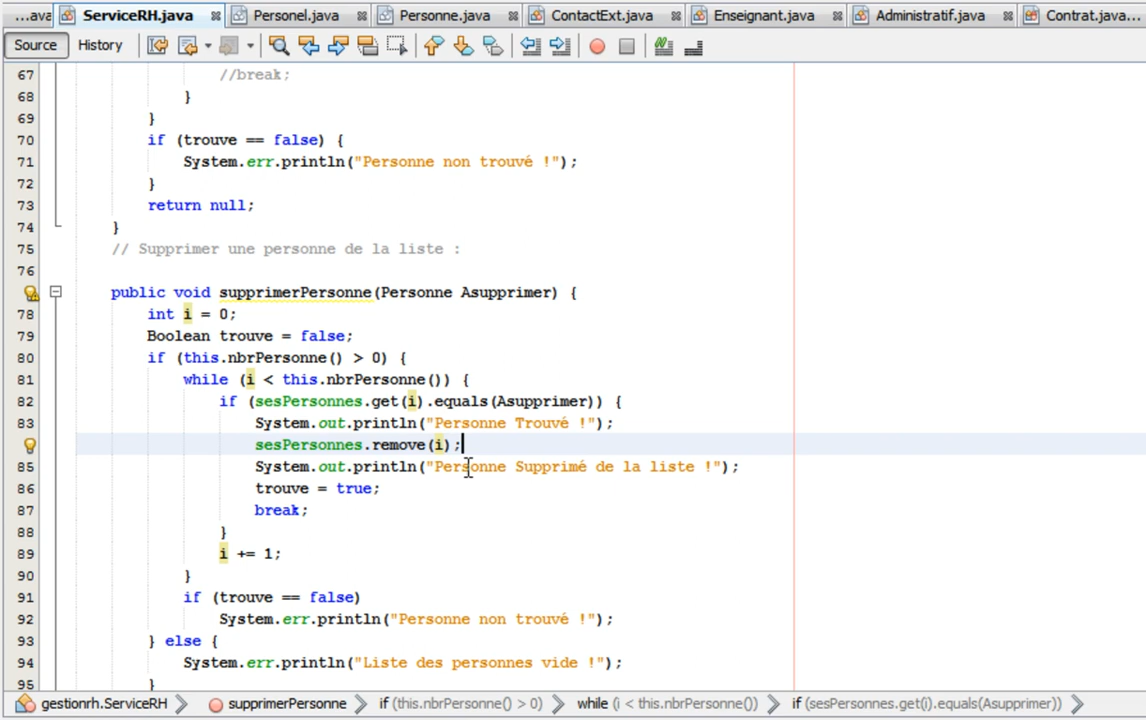 ...ava ServiceRH.java Personel.java Personne.java ContactExt.java Enseignant.java Administratif.java Contrat.java...
Source History
67 //break;
68 }
69 }
70 if (trouve == false) {
71 System.err.println("Personne non trouvé !");
72 }
73 return null;
74 }
75 // Supprimer une personne de la liste :
76
public void supprimerPersonne(Personne Asupprimer) {
78 int i = 0;
79 Boolean trouve = false;
80 if (this.nbrPersonne() > 0) {
81 while (i < this.nbrPersonne()) {
82 if (sesPersonnes.get(i).equals(Asupprimer)) {
83 System.out.println("Personne Trouvé !");
sesPersonnes.remove(i);
85 System.out.println("Personne Supprimé de la liste !");
86 trouve = true;
87 break;
88 }
89 i += 1;
90 }
91 if (trouve == false)
92 System.err.println("Personne non trouvé !");
93 } else {
94 System.err.println("Liste des personnes vide !");
95 }
gestionrh.ServiceRH supprimerPersonne if (this.nbrPersonne() > 0) while (i < this.nbrPersonne()) if (sesPersonnes.get(i).equals(Asupprimer))